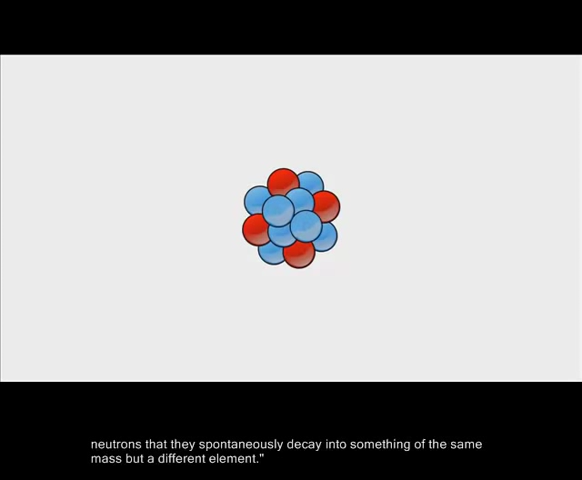 neutrons that they spontaneously decay into something of the same
mass but a different element."